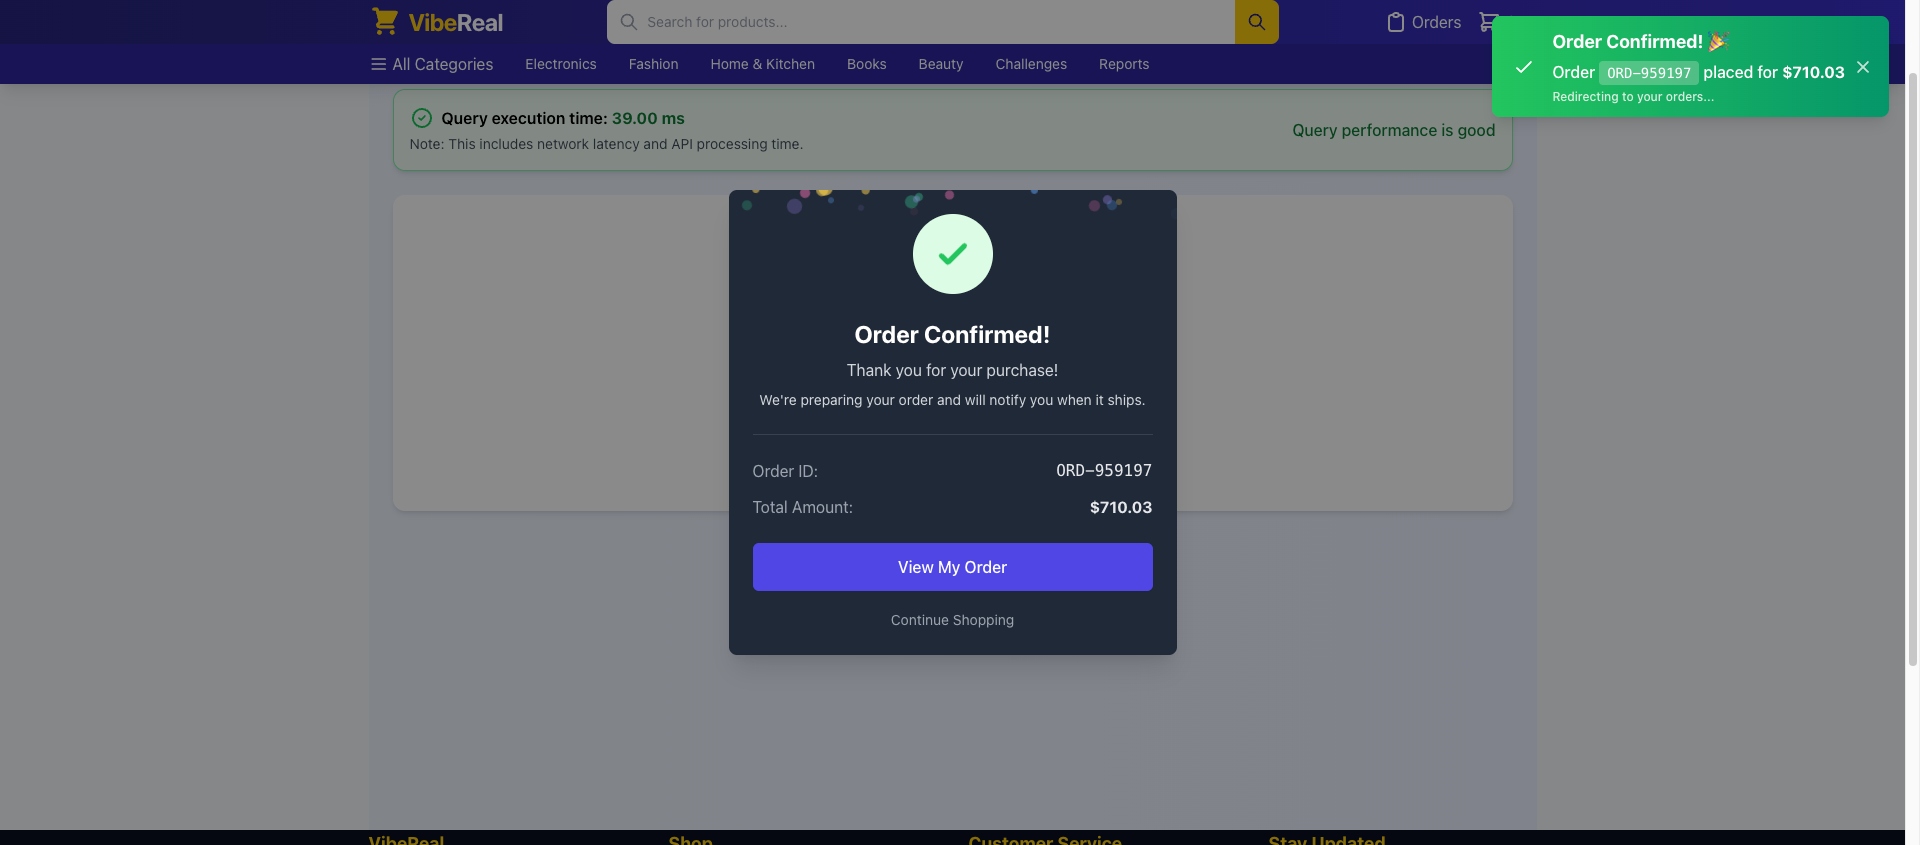 VibeReal
Search for products...
Orders
All Categories
Electronics
Fashion
Home & Kitchen
Books
Beauty
Challenges
Reports
Order Confirmed! 🎉
Order ORD-959197 placed for $710.03
Redirecting to your orders...
Query execution time: 39.00 ms
Note: This includes network latency and API processing time.
Query performance is good
Order Confirmed!
Thank you for your purchase!
We're preparing your order and will notify you when it ships.
Order ID: ORD-959197
Total Amount: $710.03
View My Order
Continue Shopping
VibeReal
Shop
Customer Service
Stay Updated